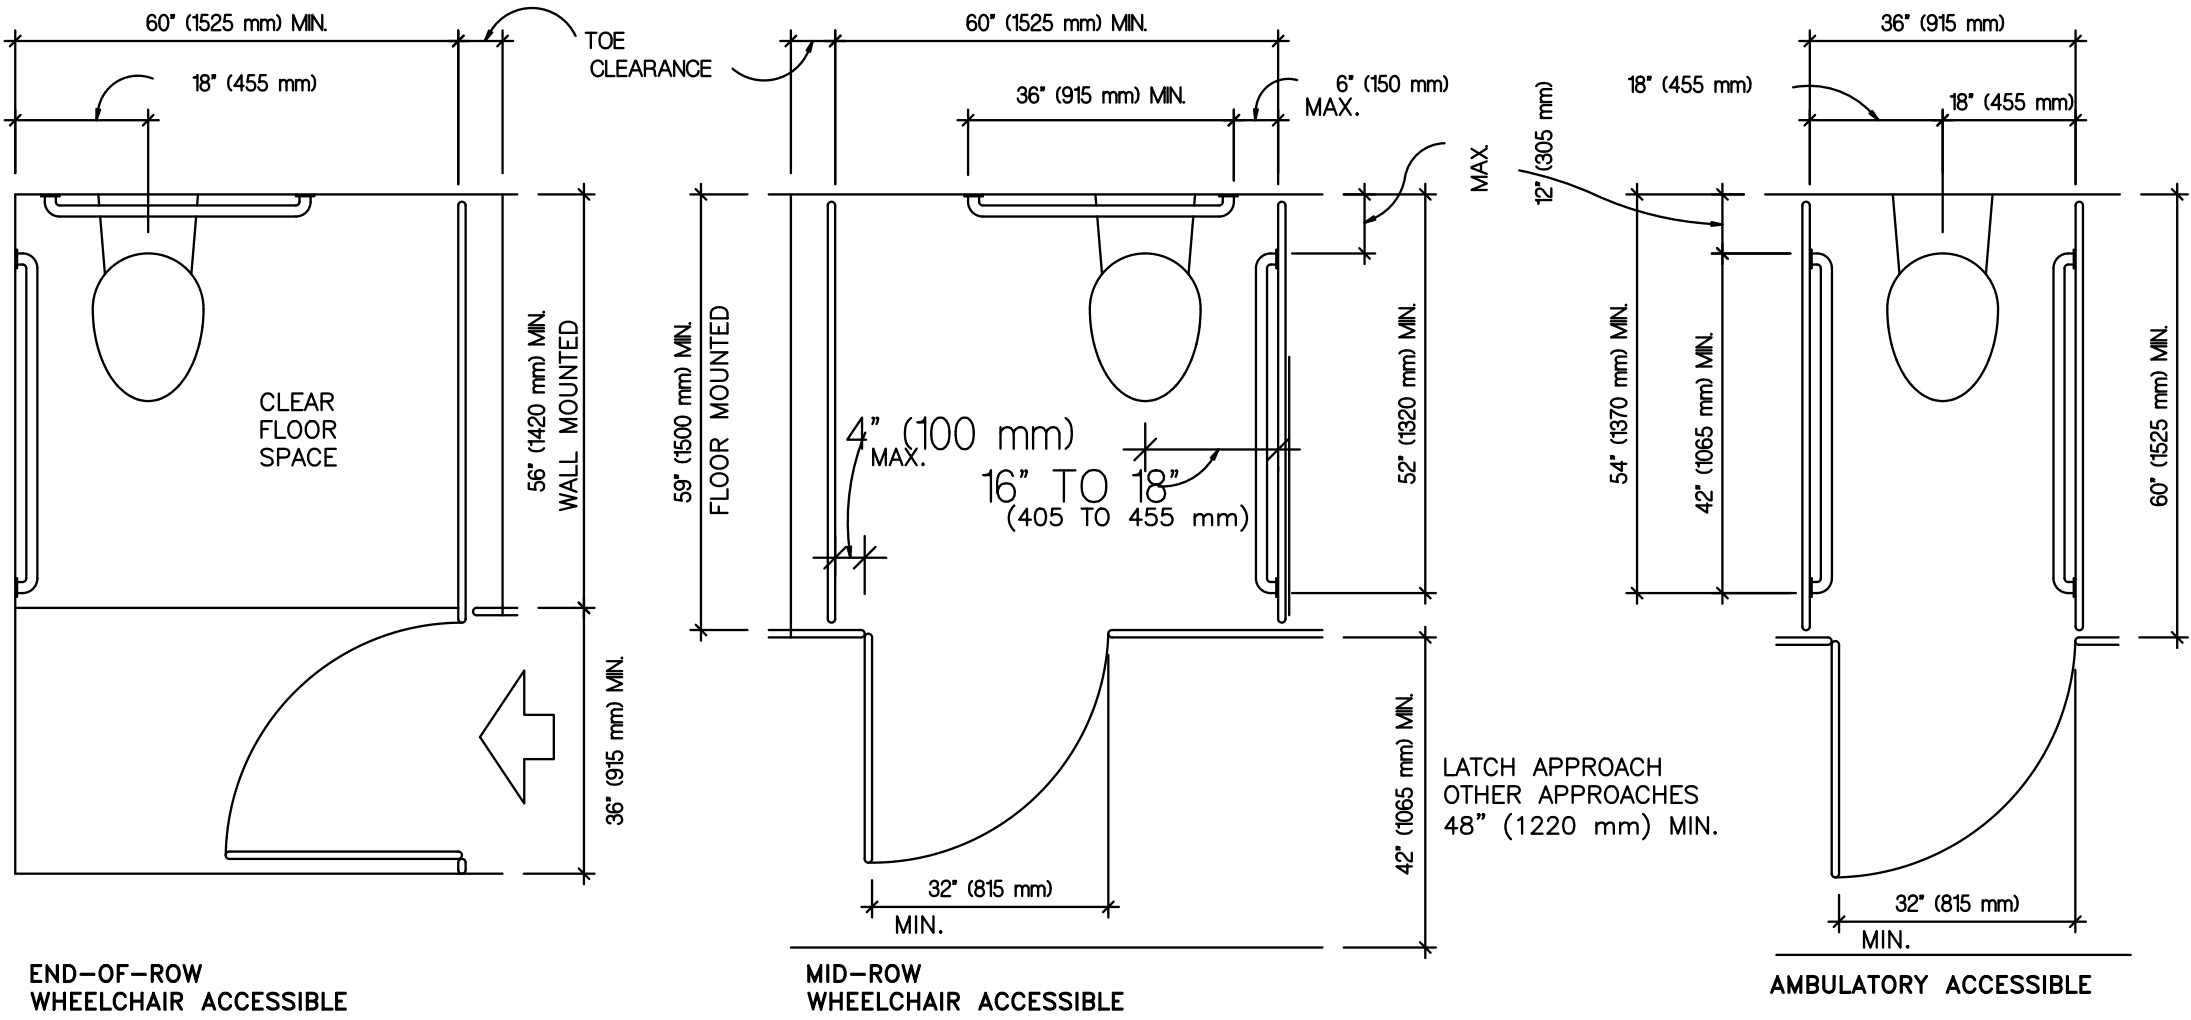 60" (1525 mm) MIN.
18" (455 mm)
TOE
CLEARANCE
CLEAR
FLOOR
SPACE
56" (1420 mm) MIN.
WALL MOUNTED
36" (915 mm) MIN.
END-OF-ROW
WHEELCHAIR ACCESSIBLE
60" (1525 mm) MIN.
36" (915 mm) MIN.
6" (150 mm)
MAX.
59" (1500 mm) MIN.
FLOOR MOUNTED
4" (100 mm)
MAX.
16" TO 18"
(405 TO 455 mm)
52" (1320 mm) MIN.
MAX.
12" (305 mm)
42" (1065 mm) MIN.
LATCH APPROACH
OTHER APPROACHES
48" (1220 mm) MIN.
32" (815 mm)
MIN.
MID-ROW
WHEELCHAIR ACCESSIBLE
36" (915 mm)
18" (455 mm)
18" (455 mm)
54" (1370 mm) MIN.
42" (1065 mm) MIN.
60" (1525 mm) MIN.
32" (815 mm)
MIN.
AMBULATORY ACCESSIBLE